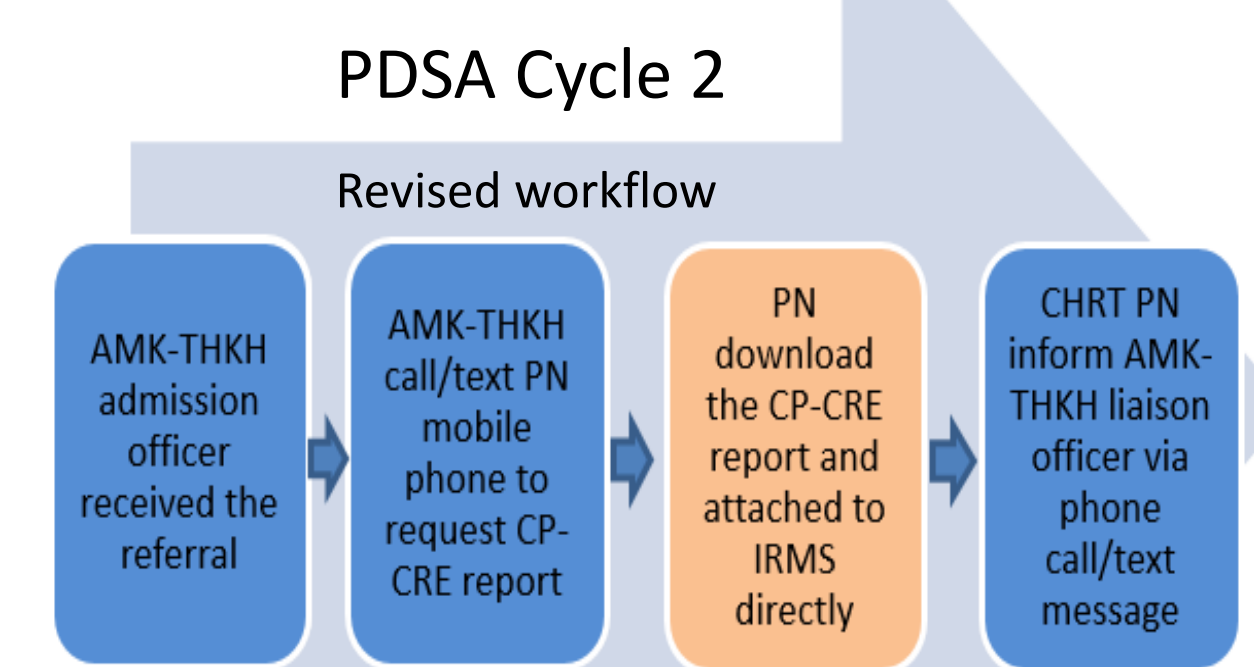 PDSA Cycle 2
Revised workflow
AMK-THKH
admission
officer
received the
referral
AMK-THKH
call/text PN
mobile
phone to
request CP-
CRE report
PN
download
the CP-CRE
report and
attached to
IRMS
directly
CHRT PN
inform AMK-
THKH liaison
officer via
phone
call/text
message